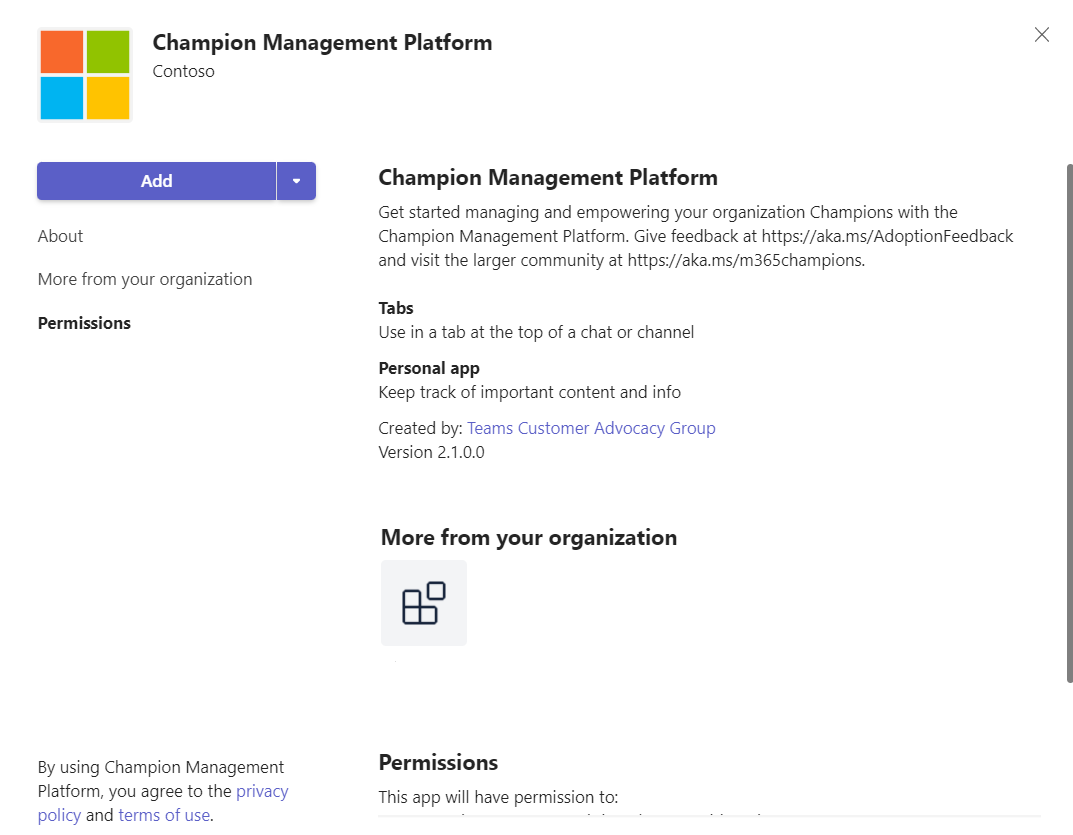 Champion Management Platform
Contoso
Add
About
More from your organization
Permissions
Champion Management Platform
Get started managing and empowering your organization Champions with the
Champion Management Platform. Give feedback at https://aka.ms/AdoptionFeedback
and visit the larger community at https://aka.ms/m365champions.
Tabs
Use in a tab at the top of a chat or channel
Personal app
Keep track of important content and info
Created by: Teams Customer Advocacy Group
Version 2.1.0.0
More from your organization
Permissions
This app will have permission to:
By using Champion Management
Platform, you agree to the privacy
policy and terms of use.